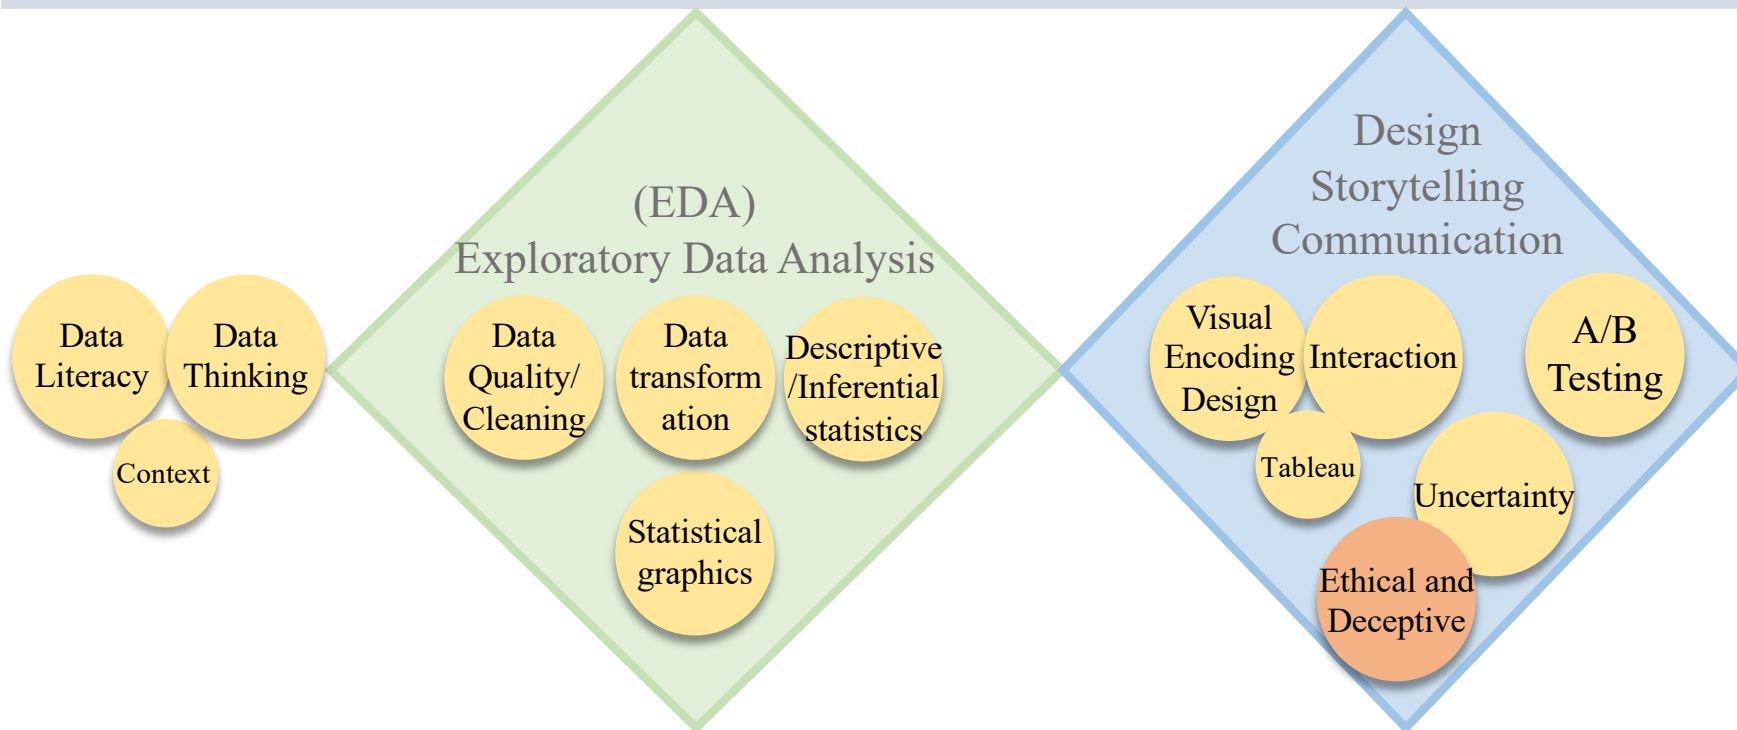 Data
Literacy
Data
Thinking
Context
(EDA)
Exploratory Data Analysis
Data
Quality/
Cleaning
Data
transform
ation
Descriptive
/Inferential
statistics
Statistical
graphics
Design
Storytelling
Communication
Visual
Encoding
Design
Interaction
Tableau
A/B
Testing
Uncertainty
Ethical and
Deceptive